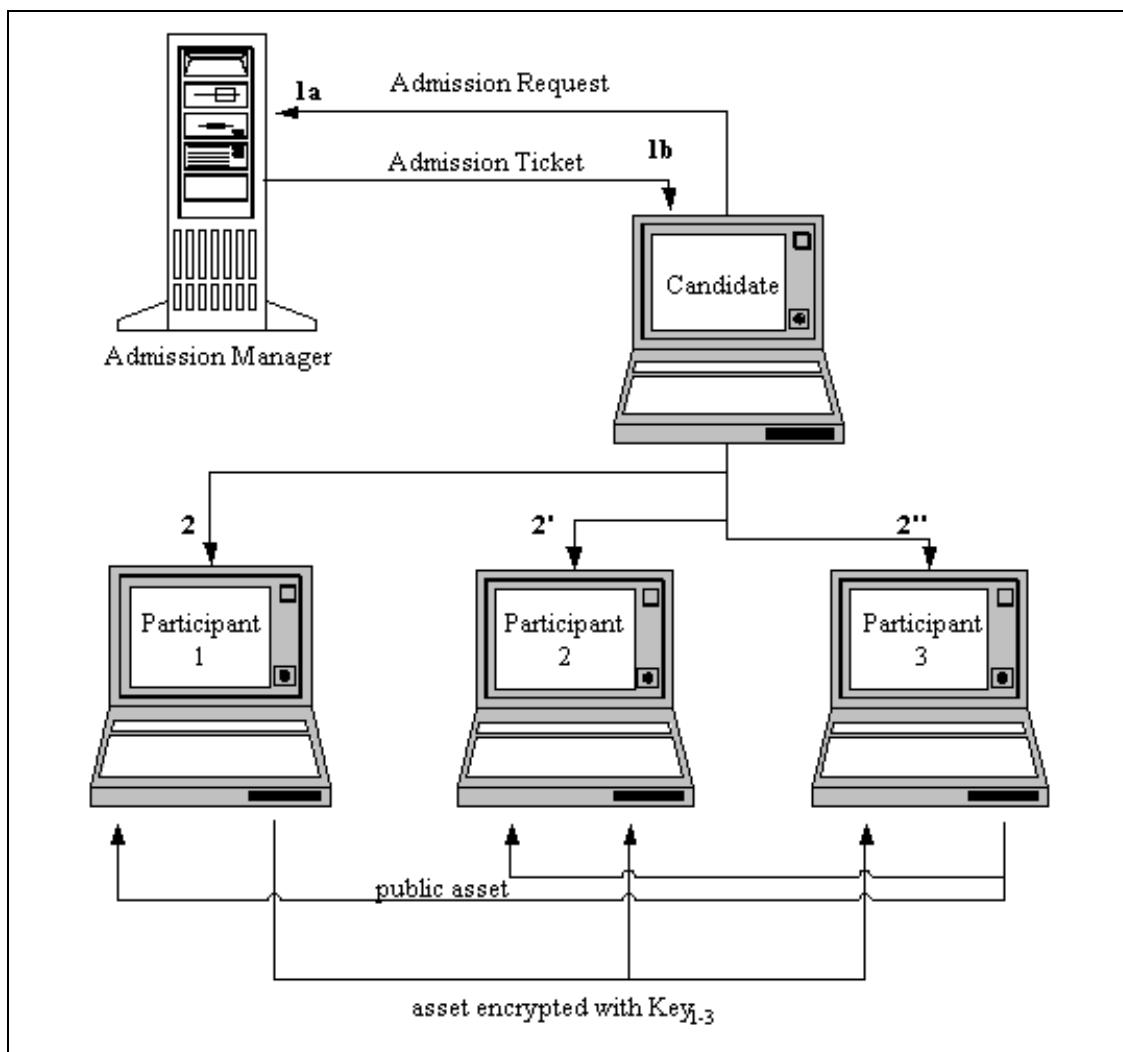 1a
Admission Request
1b
Admission Ticket
Candidate
Admission Manager
2
2'
2''
Participant
1
Participant
2
Participant
3
public asset
asset encrypted with Key1-3